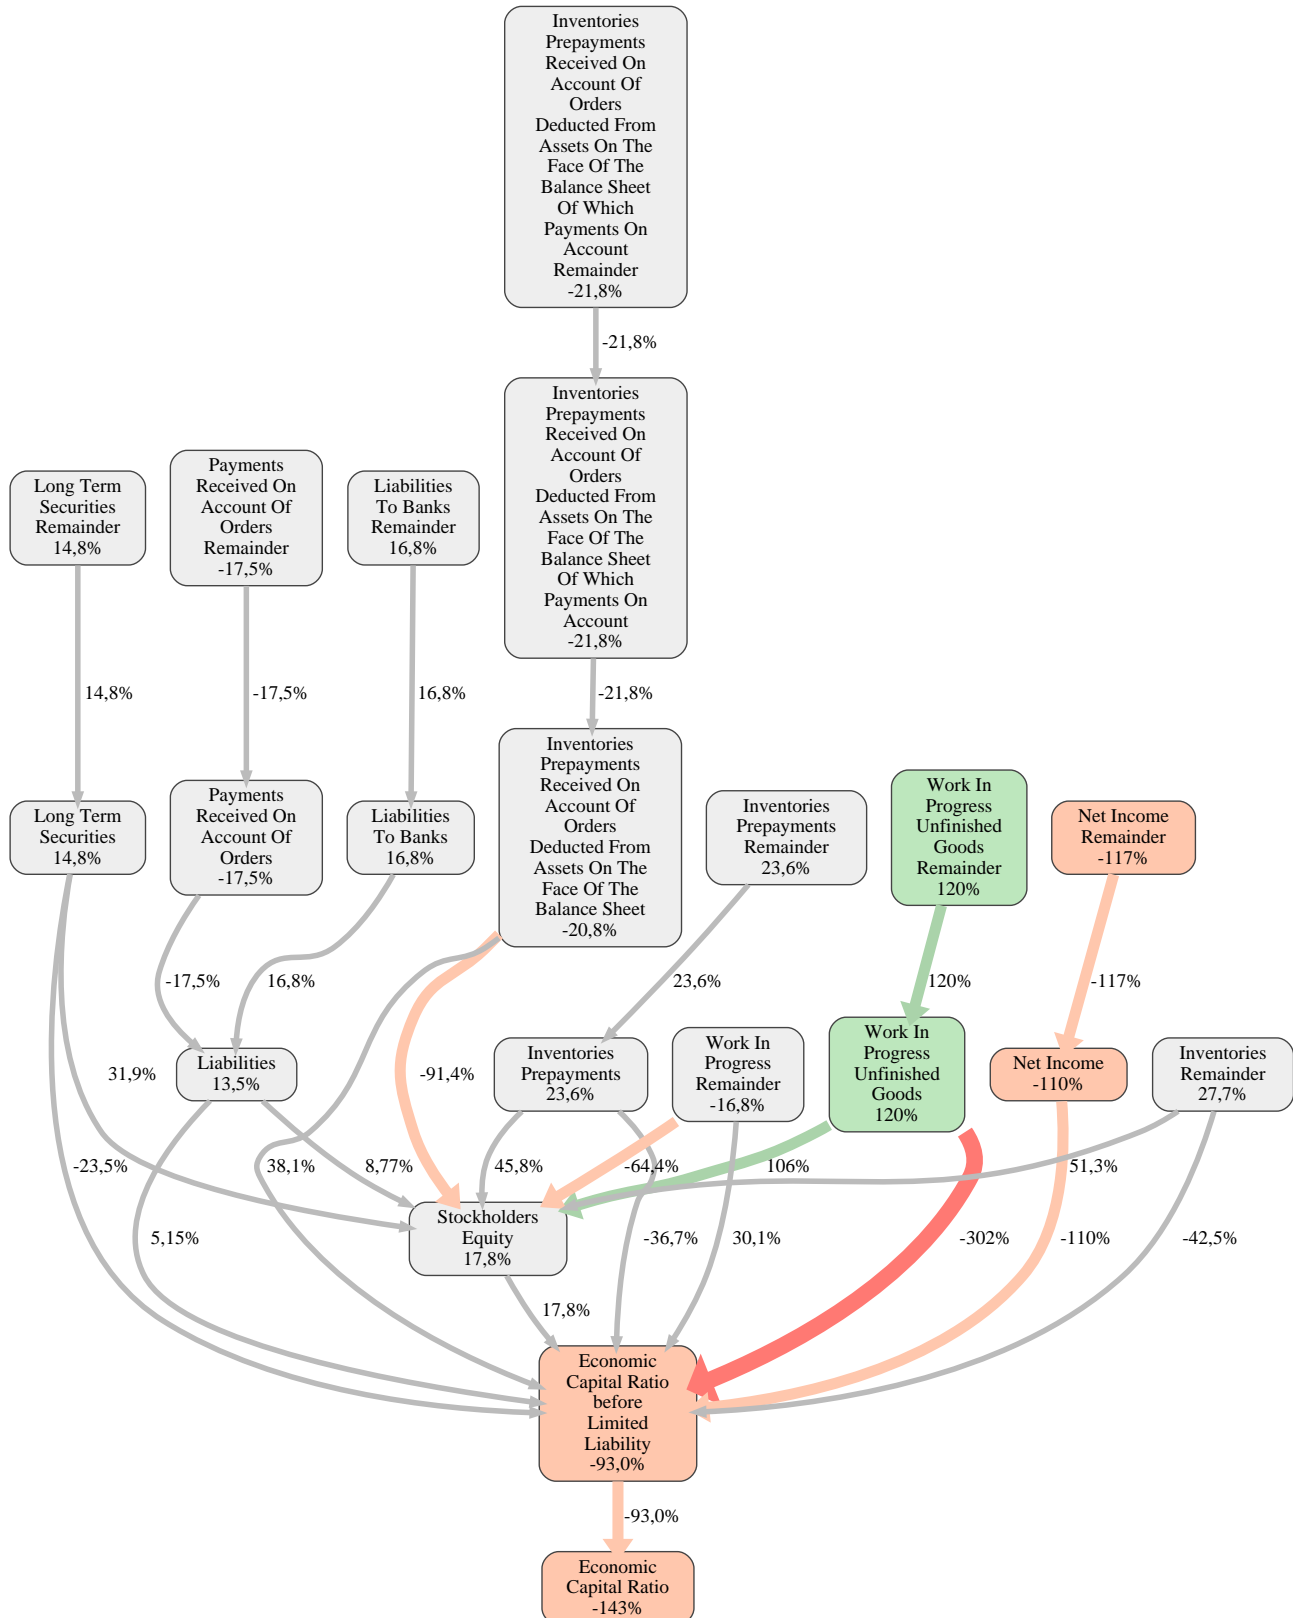 Inventories
Prepayments
Received On
Account Of
Orders
Deducted From
Assets On The
Face Of The
Balance Sheet
Of Which
Payments On
Account
Remainder
-21,8%
-21,8%
Inventories
Prepayments
Received On
Account Of
Orders
Deducted From
Assets On The
Face Of The
Balance Sheet
Of Which
Payments On
Account
-21,8%
Long Term
Securities
Remainder
14,8%
Payments
Received On
Account Of
Orders
Remainder
-17,5%
Liabilities
To Banks
Remainder
16,8%
14,8%
-17,5%
16,8%
-21,8%
Long Term
Securities
14,8%
Payments
Received On
Account Of
Orders
-17,5%
Liabilities
To Banks
16,8%
Inventories
Prepayments
Received On
Account Of
Orders
Deducted From
Assets On The
Face Of The
Balance Sheet
-20,8%
Inventories
Prepayments
Remainder
23,6%
Work In
Progress
Unfinished
Goods
Remainder
120%
Net Income
Remainder
-117%
-17,5%
16,8%
23,6%
120%
-117%
31,9%
Liabilities
13,5%
-91,4%
Inventories
Prepayments
23,6%
Work In
Progress
Remainder
-16,8%
Work In
Progress
Unfinished
Goods
120%
Net Income
-110%
Inventories
Remainder
27,7%
-23,5%
38,1%
8,77%
45,8%
-64,4%
106%
51,3%
5,15%
Stockholders
Equity
17,8%
-36,7%
30,1%
-302%
-110%
-42,5%
17,8%
Economic
Capital Ratio
before
Limited
Liability
-93,0%
-93,0%
Economic
Capital Ratio
-143%